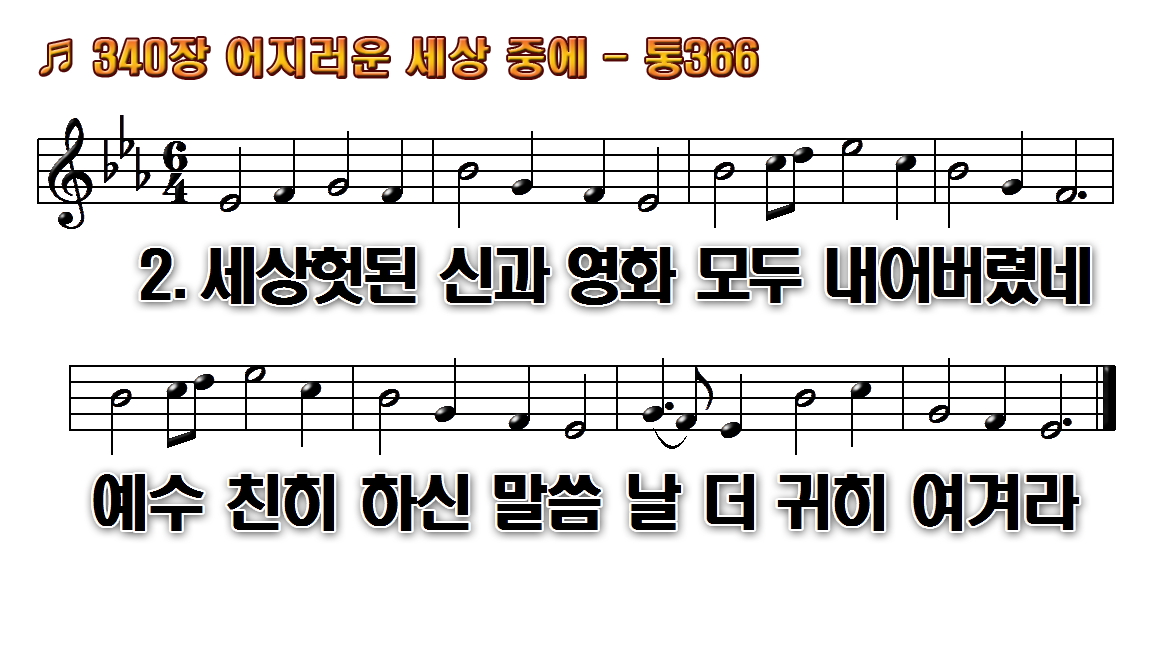 ♬ 340장 어지러운 세상 중에 - 통366
6
4
2. 세상헛된 신과 영화 모두 내어버렸네
예수 친히 하신 말씀 날 더 귀히 여겨라